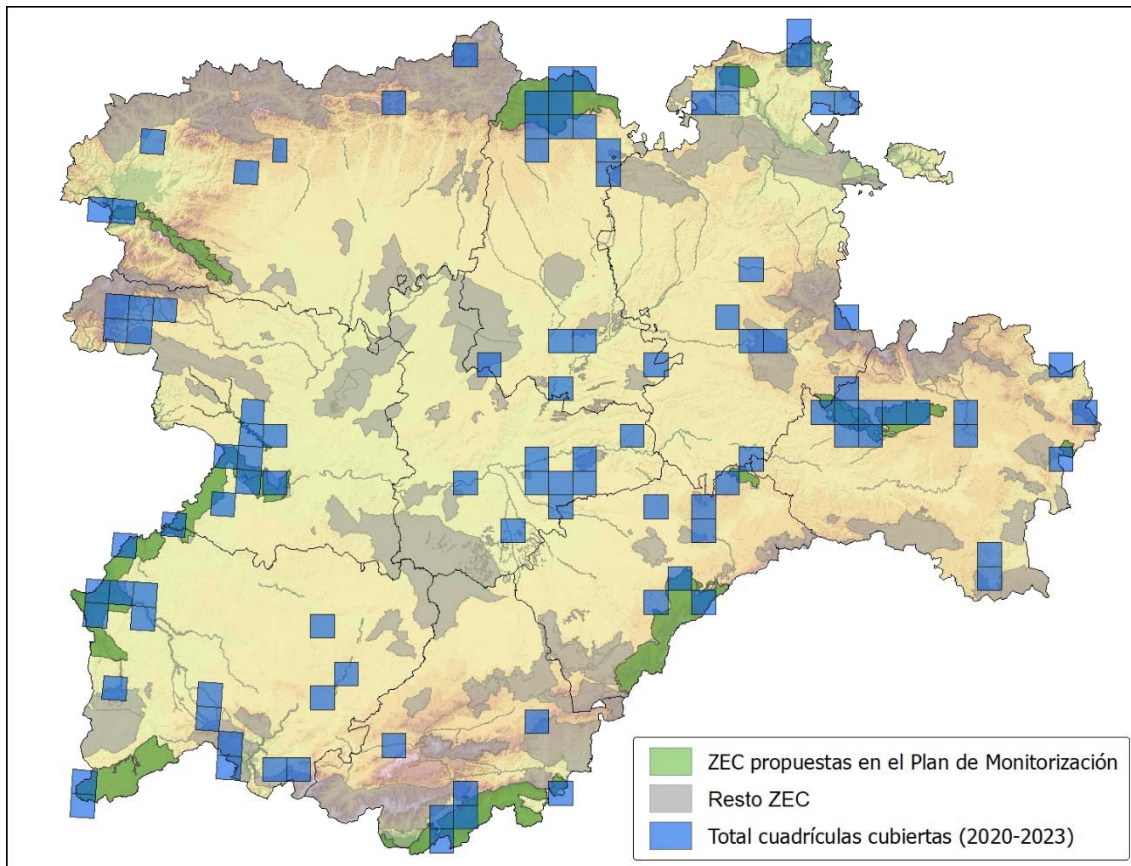 ZEC propuestas en el Plan de Monitorización
Resto ZEC
Total cuadrículas cubiertas (2020-2023)